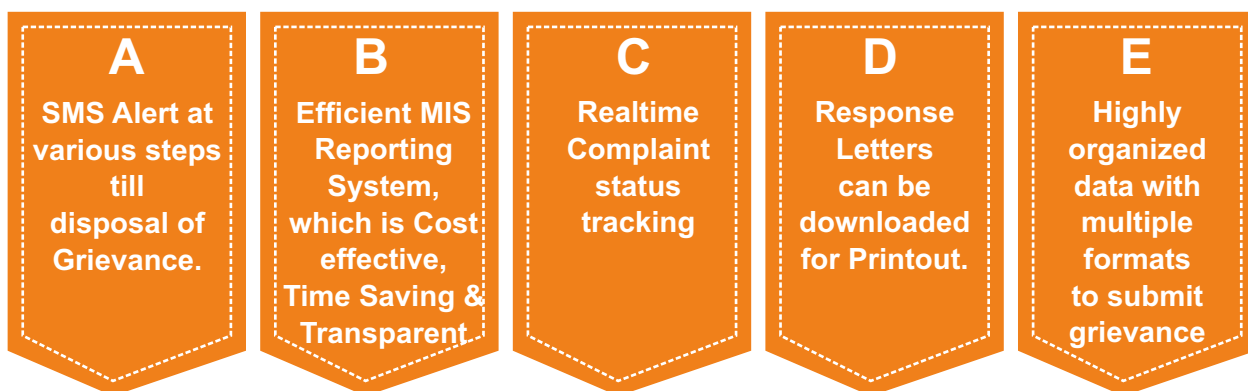 A
SMS Alert at
various steps
till
disposal of
Grievance.
B
Efficient MIS
Reporting
System,
which is Cost
effective,
Time Saving &
Transparent
C
Realtime
Complaint
status
tracking
D
Response
Letters
can be
downloaded
for Printout.
E
Highly
organized
data with
multiple
formats
to submit
grievance